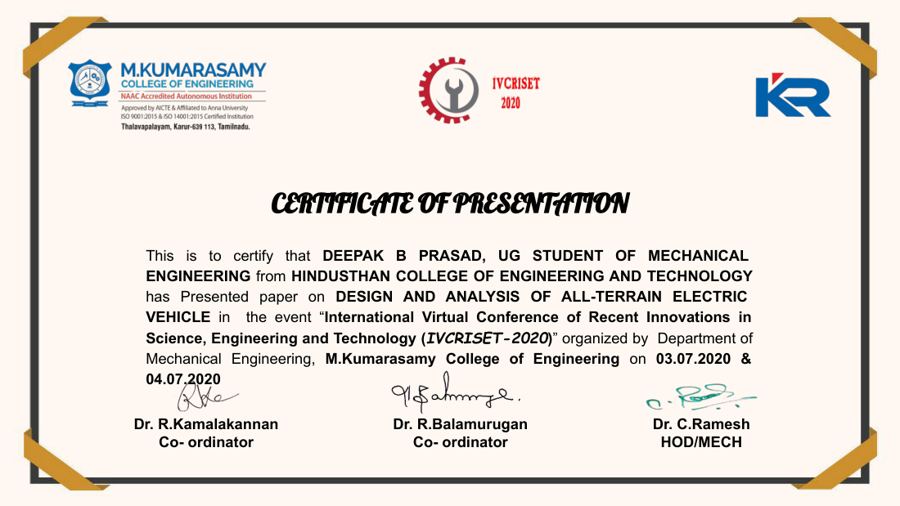 M.KUMARASAMY
COLLEGE OF ENGINEERING
NAAC Accredited Autonomous Institution
Approved by AICTE & Affiliated to Anna University
ISO 9001:2015 & ISO 14001:2015 Certified Institution
Thalavapalayam, Karur-639 113, Tamilnadu.
IVCRISET
2020
KR
CERTIFICATE OF PRESENTATION
This is to certify that DEEPAK B PRASAD, UG STUDENT OF MECHANICAL
ENGINEERING from HINDUSTHAN COLLEGE OF ENGINEERING AND TECHNOLOGY
has Presented paper on DESIGN AND ANALYSIS OF ALL-TERRAIN ELECTRIC
VEHICLE in the event “International Virtual Conference of Recent Innovations in
Science, Engineering and Technology (IVCRISET-2020)” organized by Department of
Mechanical Engineering, M.Kumarasamy College of Engineering on 03.07.2020 &
04.07.2020
Dr. R.Kamalakannan
Co- ordinator
Dr. R.Balamurugan
Co- ordinator
Dr. C.Ramesh
HOD/MECH